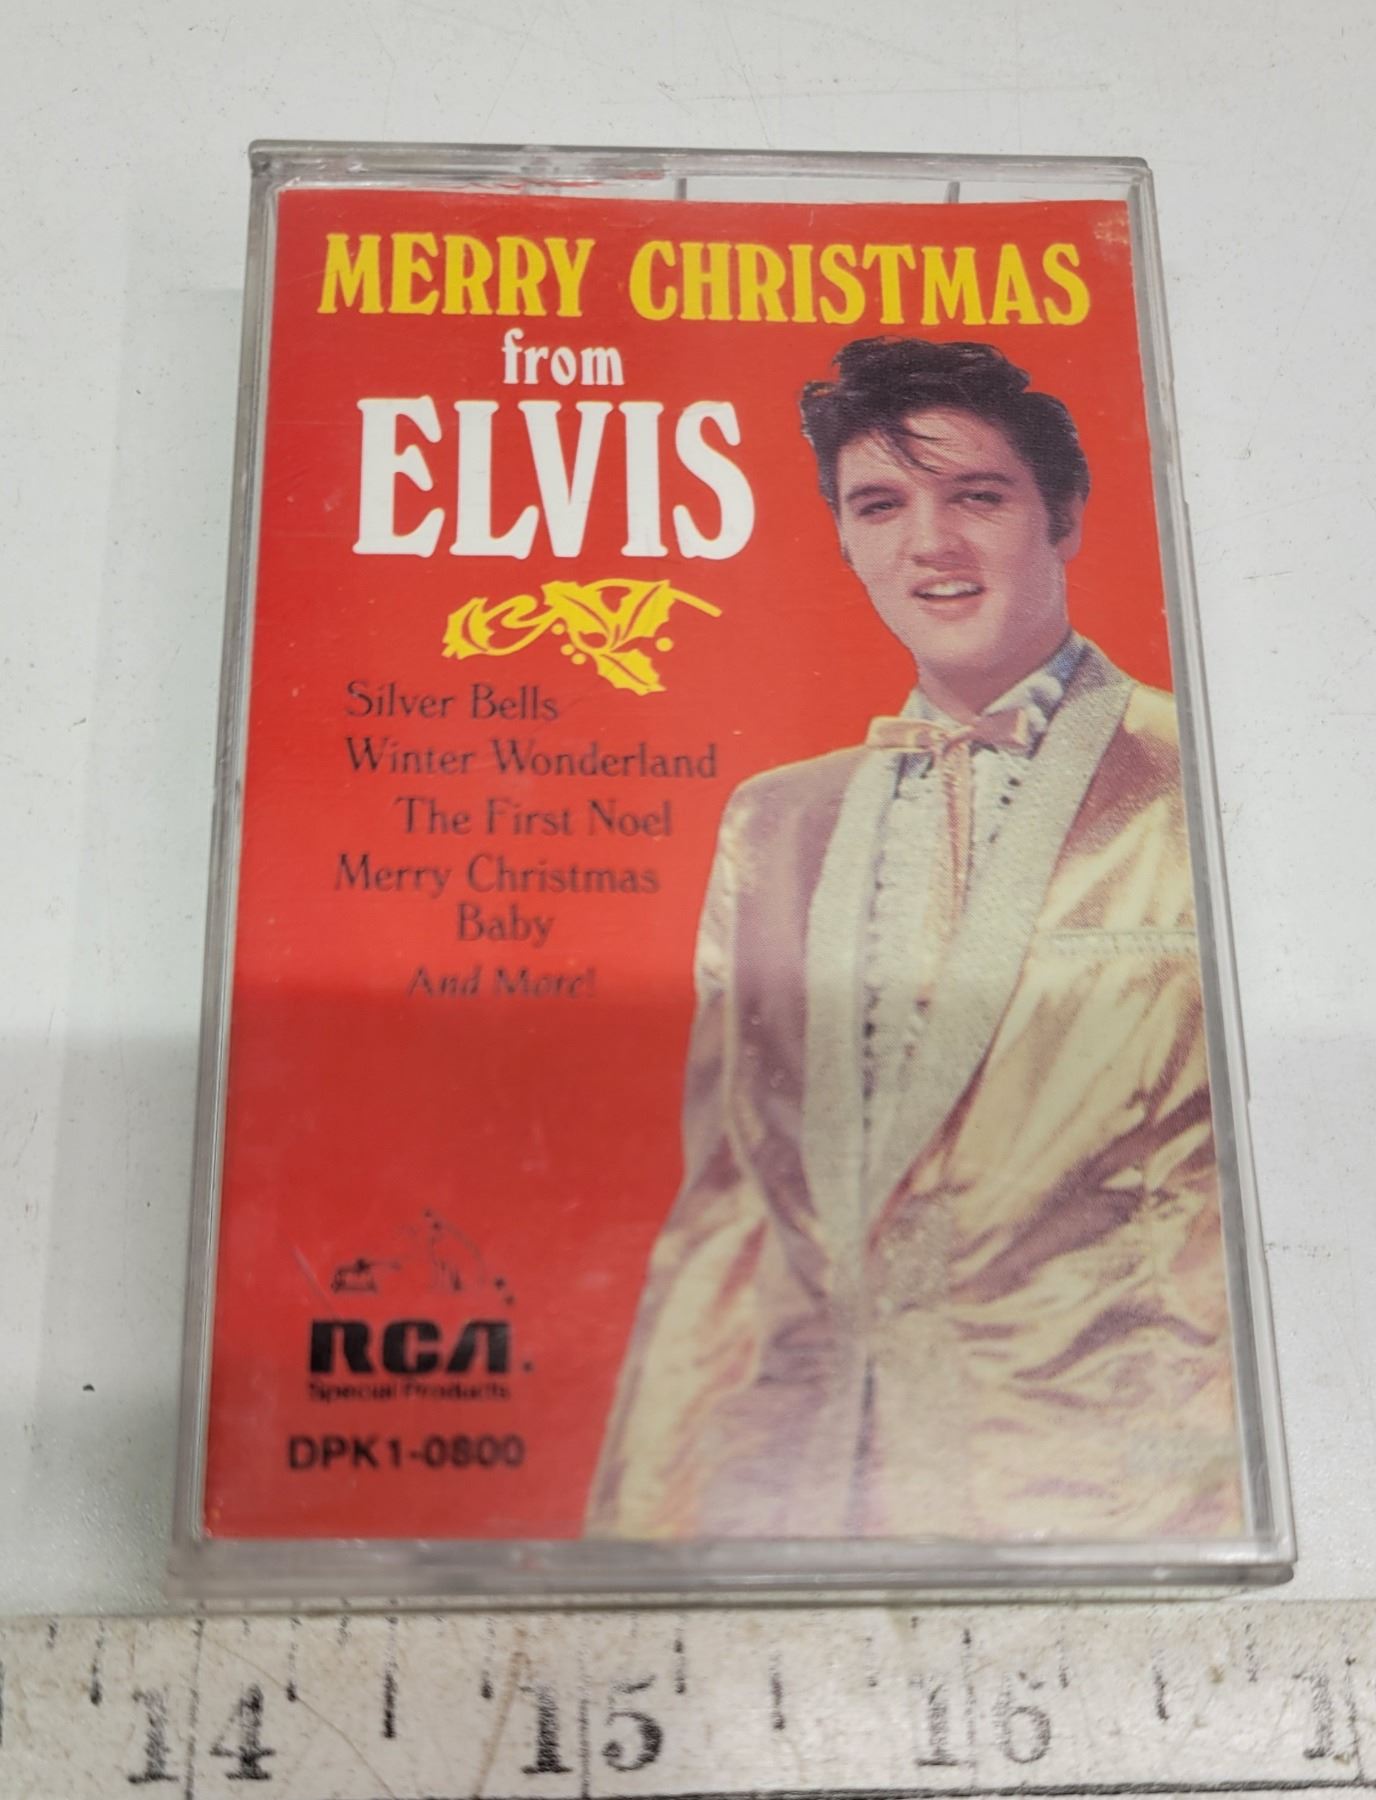 MERRY CHRISTMAS
from
ELVIS
Silver Bells
Winter Wonderland
The First Noel
Merry Christmas
Baby
And More!
RCA.
Special Products
DPK1-0800
14 15 16 1